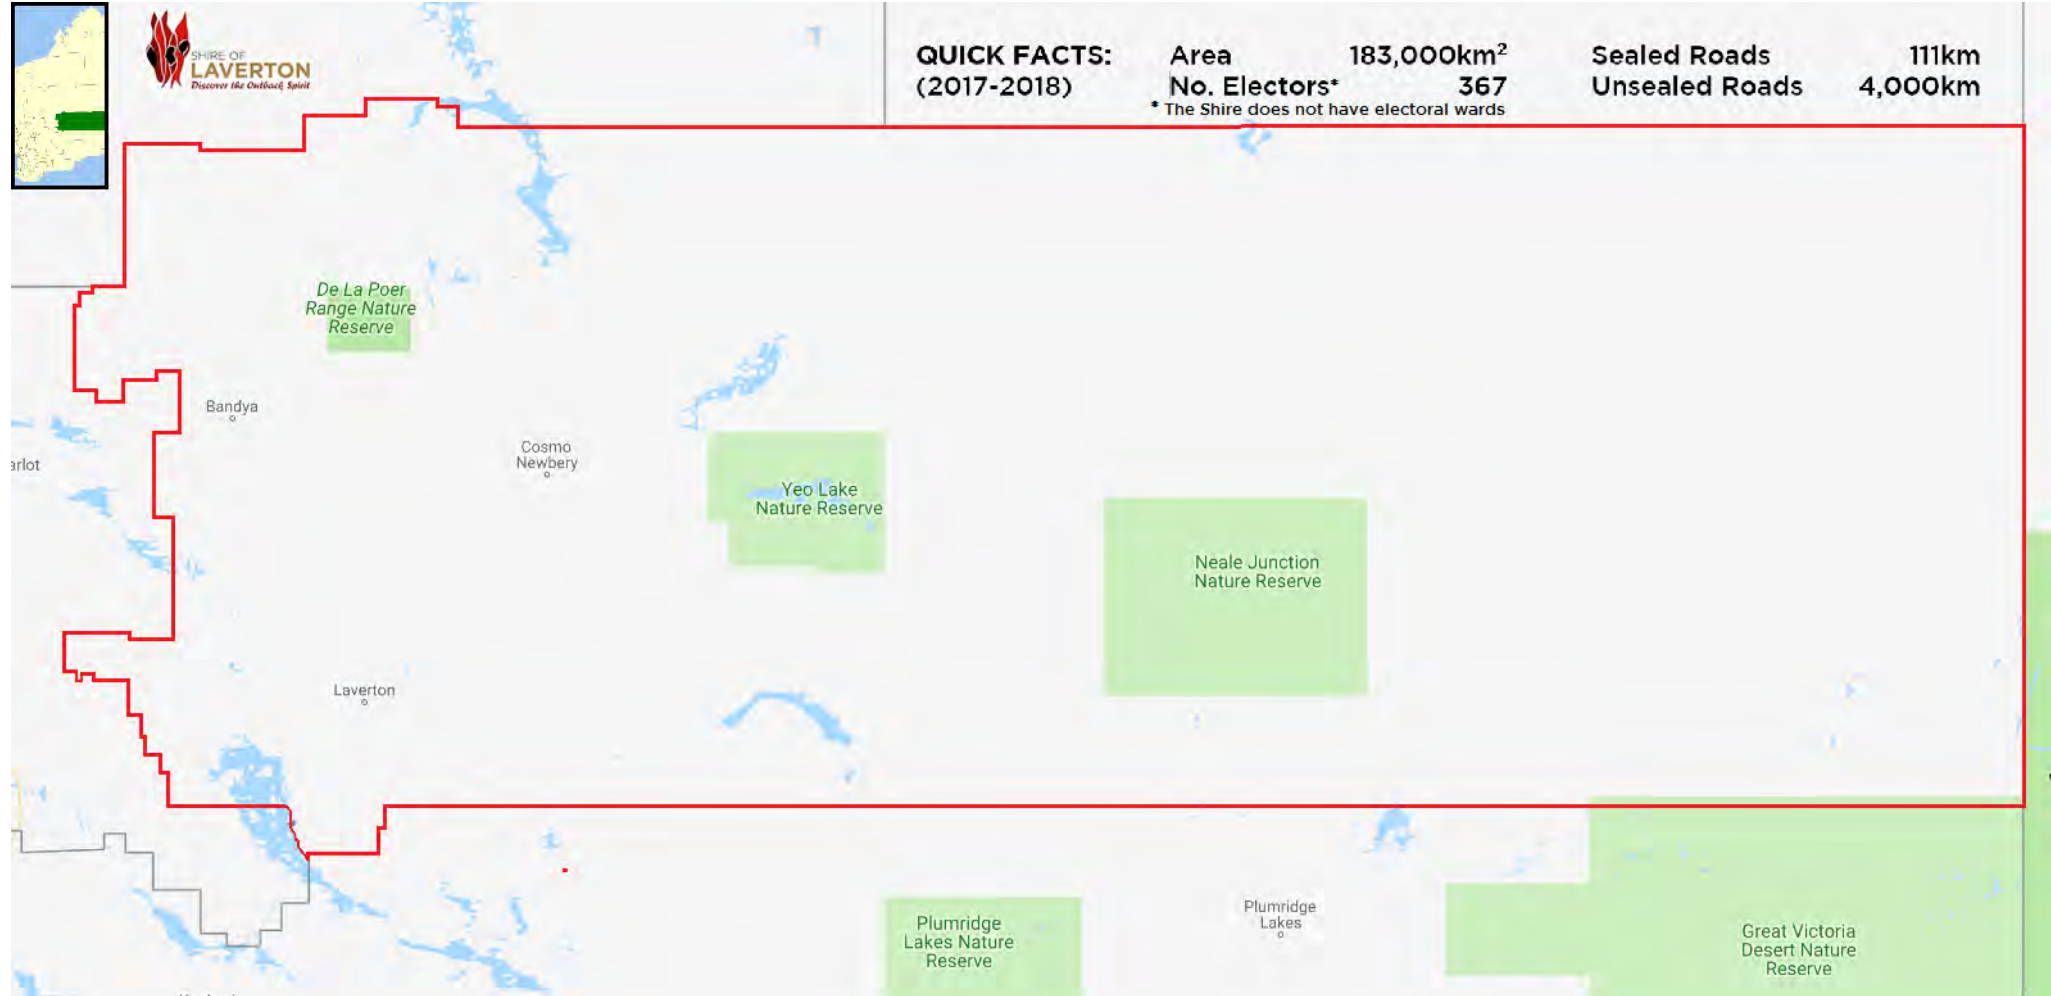 SHIRE OF
LAVERTON
Discover the Outback Spirit
QUICK FACTS:
(2017-2018)
Area 183,000km²
No. Electors* 367
* The Shire does not have electoral wards
Sealed Roads 111km
Unsealed Roads 4,000km
De La Poer
Range Nature
Reserve
Bandya
arlot
Cosmo
Newbery
Yeo Lake
Nature Reserve
Neale Junction
Nature Reserve
Laverton
Plumridge
Lakes Nature
Reserve
Plumridge
Lakes
Great Victoria
Desert Nature
Reserve